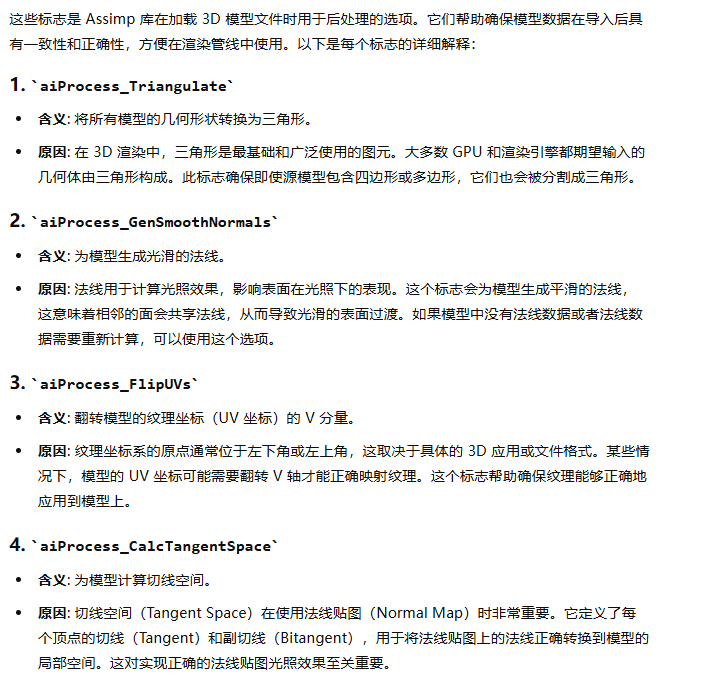 这些标志是 Assimp 库在加载 3D 模型文件时用于后处理的选项。它们帮助确保模型数据在导入后具
有一致性和正确性，方便在渲染管线中使用。以下是每个标志的详细解释：
1. `aiProcess_Triangulate`
• 含义: 将所有模型的几何形状转换为三角形。
• 原因: 在 3D 渲染中，三角形是最基础和广泛使用的图元。大多数 GPU 和渲染引擎都期望输入的
几何体由三角形构成。此标志确保即使源模型包含四边形或多边形，它们也会被分割成三角形。
2. `aiProcess_GenSmoothNormals`
• 含义: 为模型生成光滑的法线。
• 原因: 法线用于计算光照效果，影响表面在光照下的表现。这个标志会为模型生成平滑的法线，
这意味着相邻的面会共享法线，从而导致光滑的表面过渡。如果模型中没有法线数据或者法线数
据需要重新计算，可以使用这个选项。
3. `aiProcess_FlipUVs`
• 含义: 翻转模型的纹理坐标（UV 坐标）的 V 分量。
• 原因: 纹理坐标系的原点通常位于左下角或左上角，这取决于具体的 3D 应用或文件格式。某些情
况下，模型的 UV 坐标可能需要翻转 V 轴才能正确映射纹理。这个标志帮助确保纹理能够正确地
应用到模型上。
4. `aiProcess_CalcTangentSpace`
• 含义: 为模型计算切线空间。
• 原因: 切线空间（Tangent Space）在使用法线贴图（Normal Map）时非常重要。它定义了每
个顶点的切线（Tangent）和副切线（Bitangent），用于将法线贴图上的法线正确转换到模型的
局部空间。这对实现正确的法线贴图光照效果至关重要。